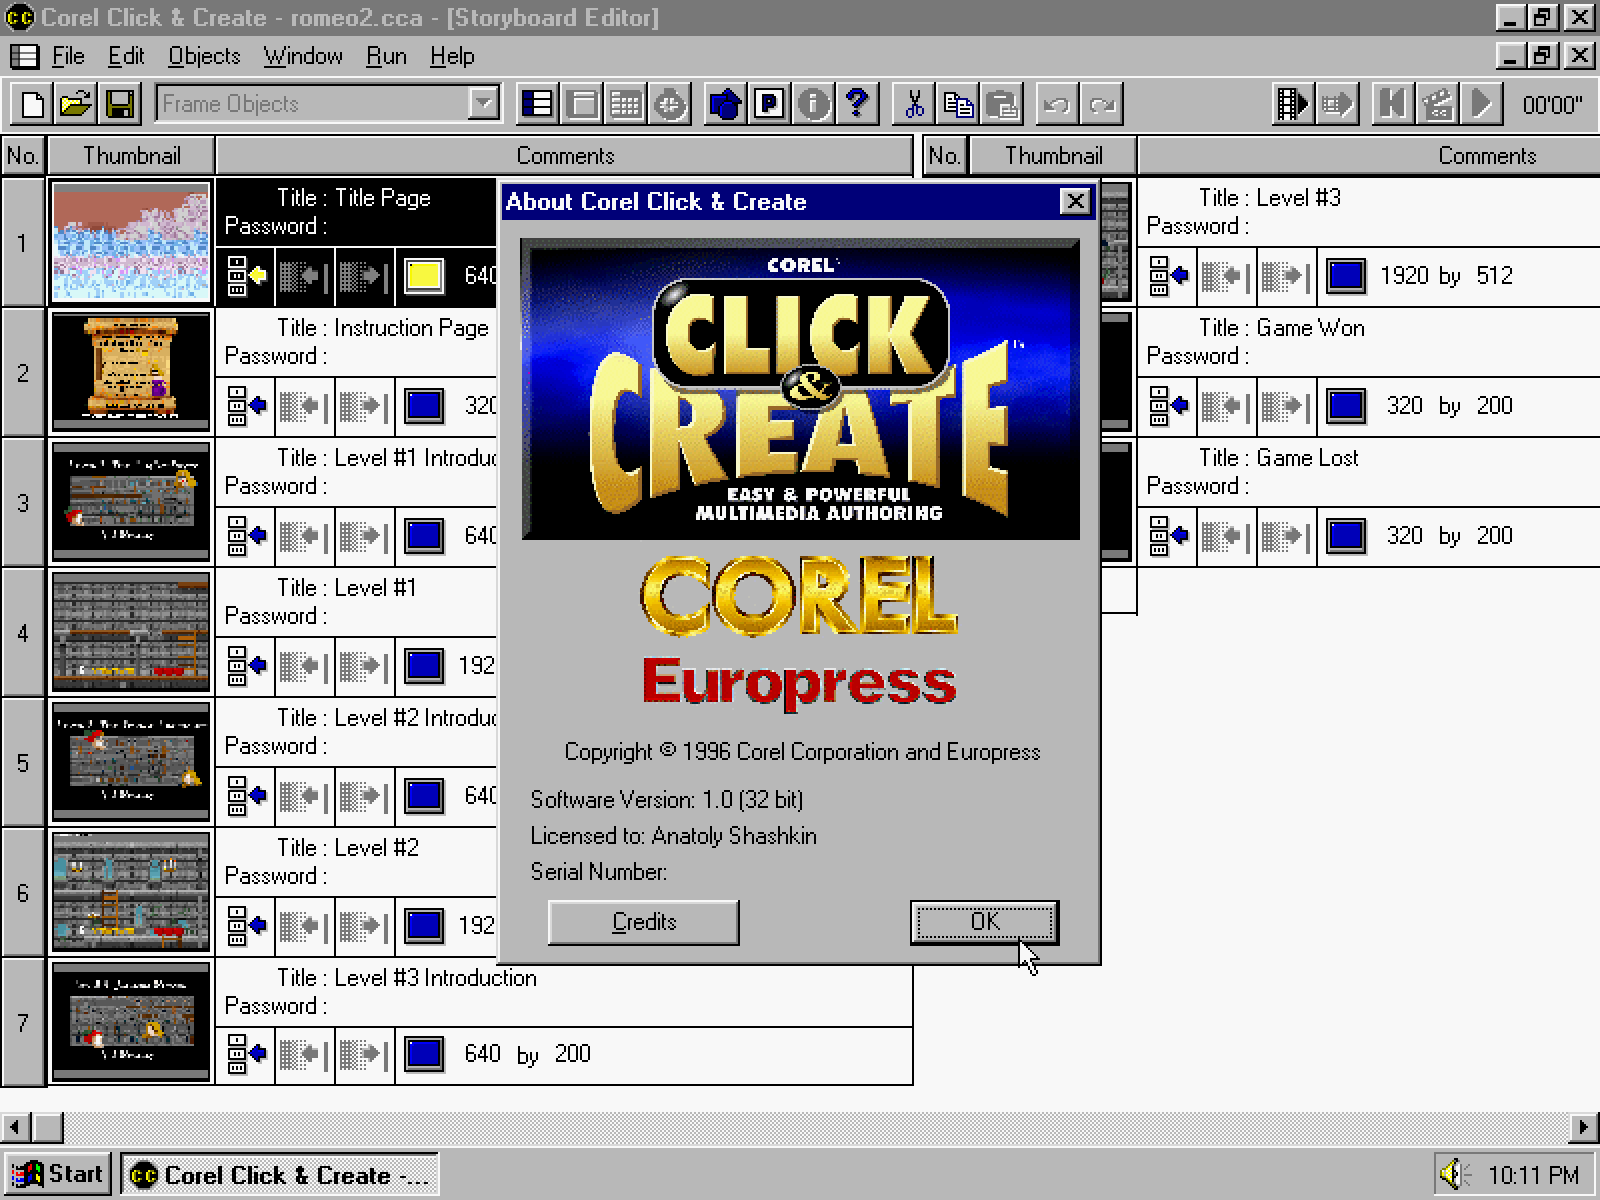 Corel Click & Create - romeo2.cca - [Storyboard Editor]
File Edit Objects Window Run Help
Frame Objects
00'00"
No. Thumbnail Comments No. Thumbnail Comments
1
Title : Title Page
Password :
640
2
Title : Instruction Page
Password :
320
3
Title : Level #1 Introduc
Password :
640
4
Title : Level #1
Password :
192
5
Title : Level #2 Introduc
Password :
640
6
Title : Level #2
Password :
192
7
Title : Level #3 Introduction
Password :
640 by 200
Title : Level #3
Password :
1920 by 512
Title : Game Won
Password :
320 by 200
Title : Game Lost
Password :
320 by 200
About Corel Click & Create
COREL
CLICK
&
CREATE™
EASY & POWERFUL
MULTIMEDIA AUTHORING
COREL
Europress
Copyright © 1996 Corel Corporation and Europress
Software Version: 1.0 (32 bit)
Licensed to: Anatoly Shashkin
Serial Number:
Credits OK
Start Corel Click & Create -... 10:11 PM